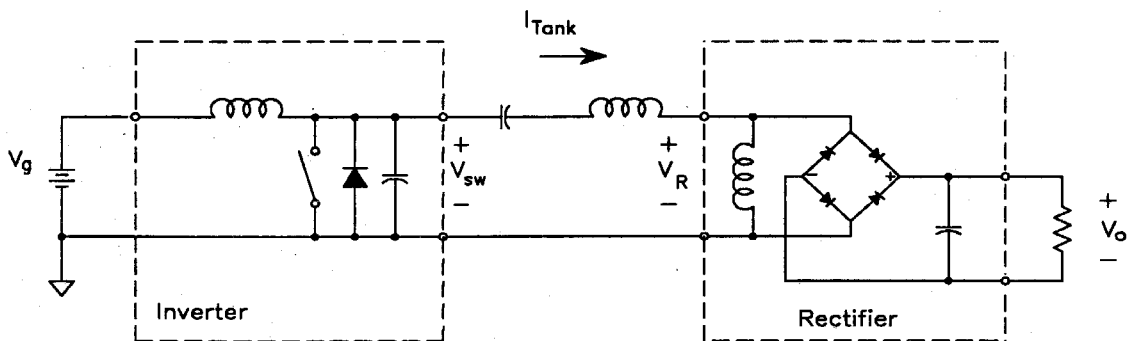 I_Tank
V_g
+
V_sw
−
+
V_R
−
−
+
+
V_o
−
Inverter
Rectifier